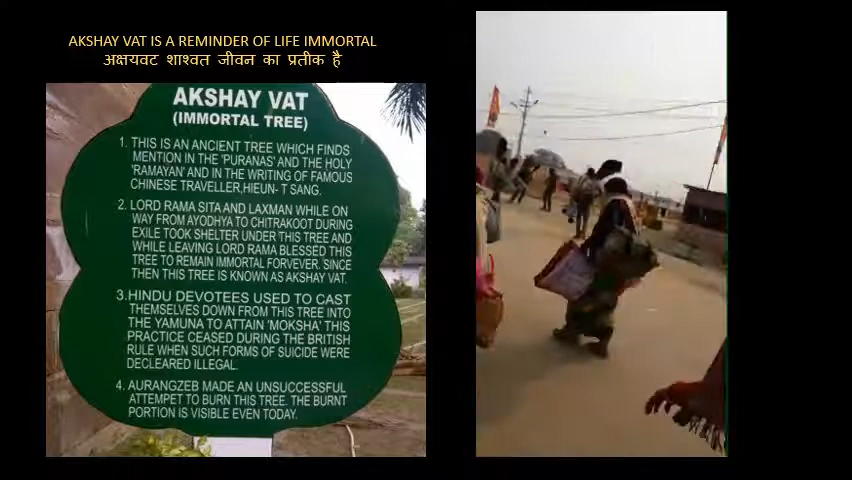 AKSHAY VAT IS A REMINDER OF LIFE IMMORTAL
अक्षयवट शाश्वत जीवन का प्रतीक है
AKSHAY VAT
(IMMORTAL TREE)
1. THIS IS AN ANCIENT TREE WHICH FINDS
MENTION IN THE 'PURANAS' AND THE HOLY
'RAMAYAN' AND IN THE WRITING OF FAMOUS
CHINESE TRAVELLER,HIEUN- T SANG.
2. LORD RAMA SITA AND LAXMAN WHILE ON
WAY FROM AYODHYA TO CHITRAKOOT DURING
EXILE TOOK SHELTER UNDER THIS TREE AND
WHILE LEAVING LORD RAMA BLESSED THIS
TREE TO REMAIN IMMORTAL FORVEVER. SINCE
THEN THIS TREE IS KNOWN AS AKSHAY VAT.
3.HINDU DEVOTEES USED TO CAST
THEMSELVES DOWN FROM THIS TREE INTO
THE YAMUNA TO ATTAIN 'MOKSHA' THIS
PRACTICE CEASED DURING THE BRITISH
RULE WHEN SUCH FORMS OF SUICIDE WERE
DECLEARED ILLEGAL.
4. AURANGZEB MADE AN UNSUCCESSFUL
ATTEMPET TO BURN THIS TREE. THE BURNT
PORTION IS VISIBLE EVEN TODAY.